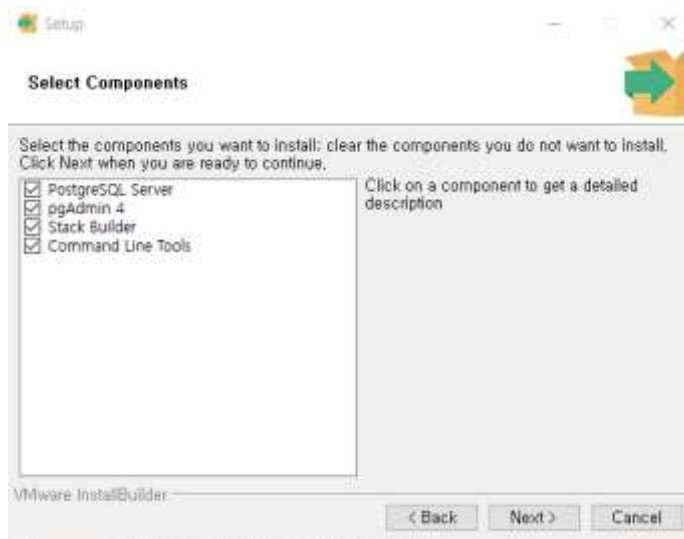 Setup
Select Components
Select the components you want to install; clear the components you do not want to install.
Click Next when you are ready to continue.
PostgreSQL Server
pgAdmin 4
Stack Builder
Command Line Tools
Click on a component to get a detailed
description
VMware InstallBuilder
< Back
Next >
Cancel